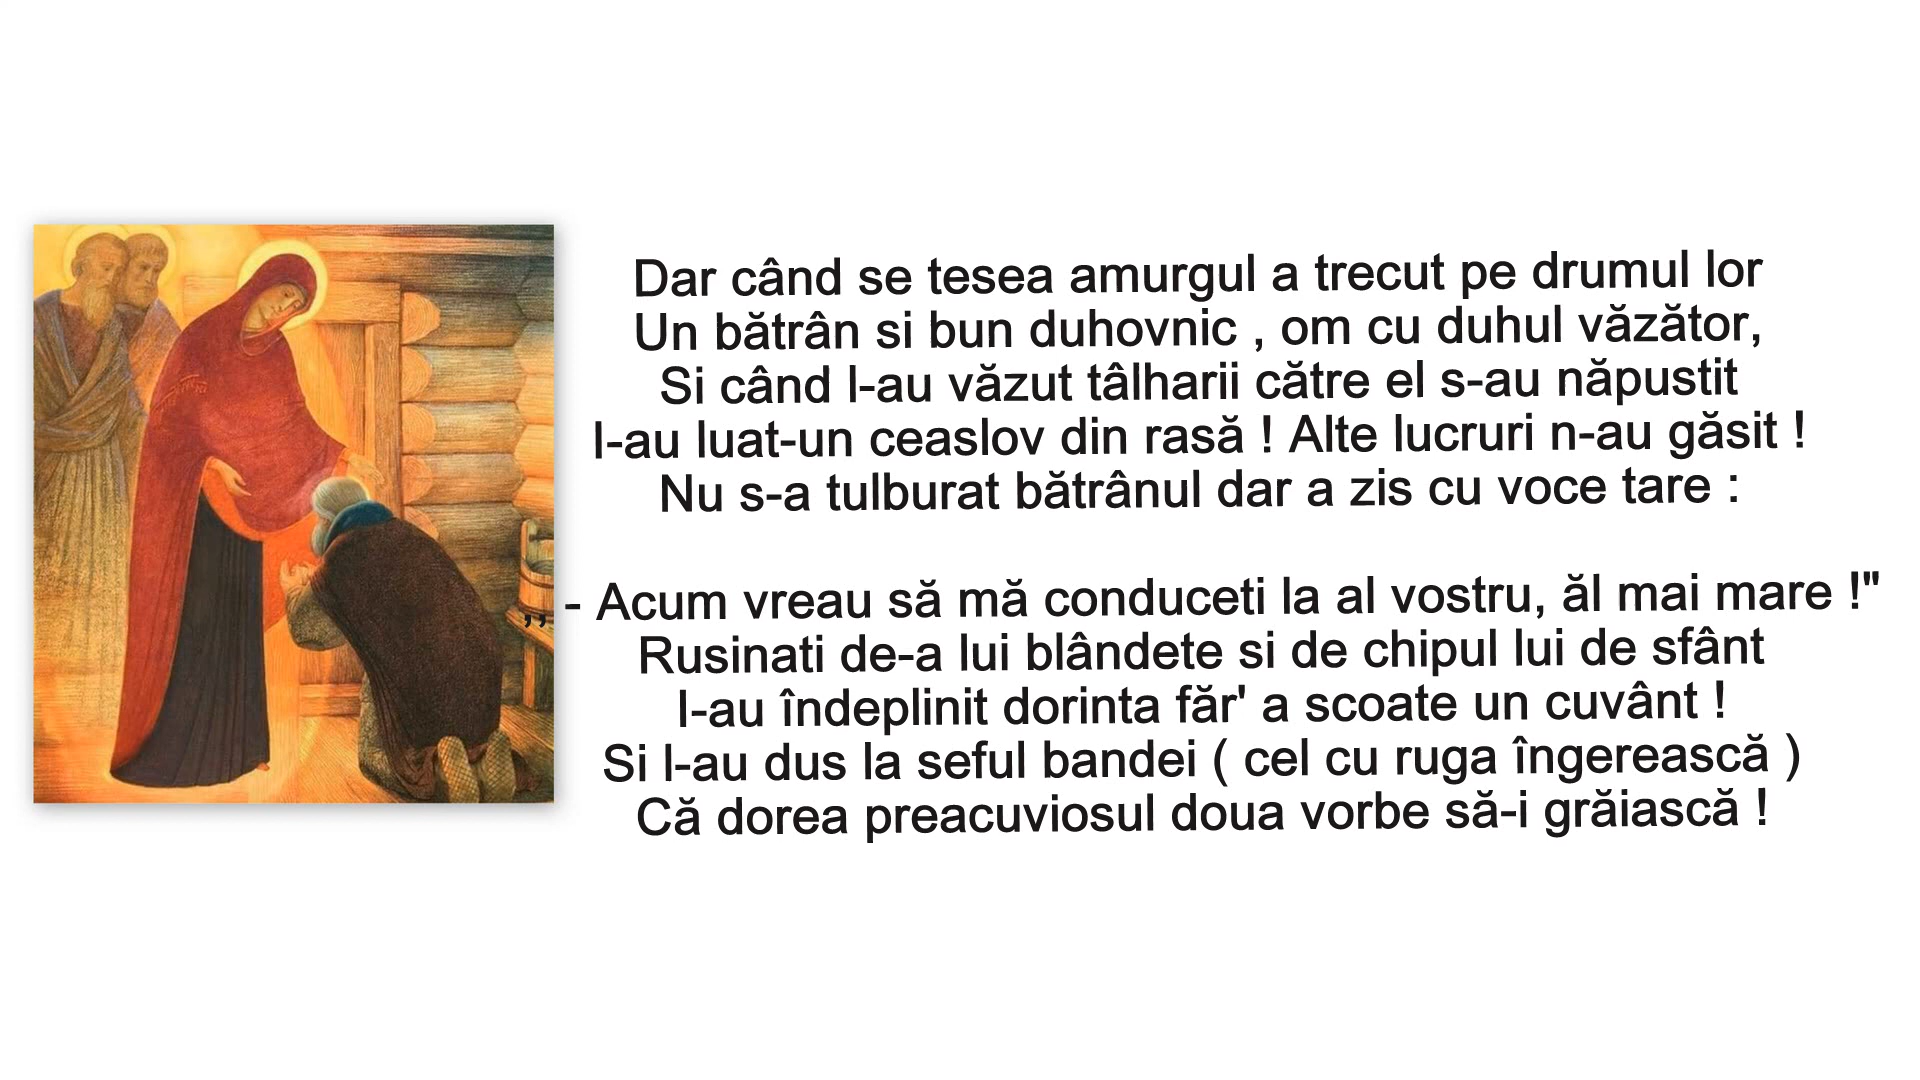 Dar când se tesea amurgul a trecut pe drumul lor
Un bătrân si bun duhovnic , om cu duhul văzător,
Si când l-au văzut tâlharii către el s-au năpustit
I-au luat-un ceaslov din rasă ! Alte lucruri n-au găsit !
Nu s-a tulburat bătrânul dar a zis cu voce tare :
,, - Acum vreau să mă conduceti la al vostru, ăl mai mare !"
Rusinati de-a lui blândete si de chipul lui de sfânt
I-au îndeplinit dorinta făr' a scoate un cuvânt !
Si l-au dus la seful bandei ( cel cu ruga îngerească )
Că dorea preacuviosul doua vorbe să-i grăiască !